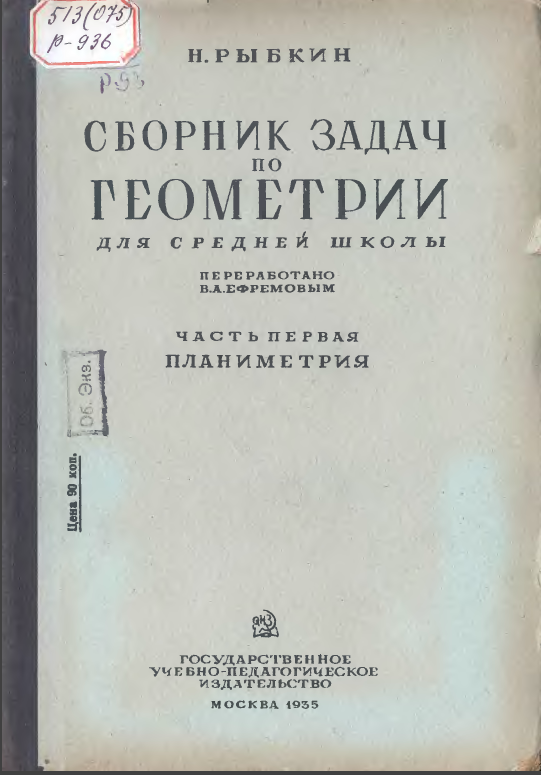 513(075)
Р-936
Р93
Н. РЫБКИН
СБОРНИК ЗАДАЧ
ПО
ГЕОМЕТРИИ
ДЛЯ СРЕДНЕЙ ШКОЛЫ
ПЕРЕРАБОТАНО
В.А.ЕФРЕМОВЫМ
ЧАСТЬ ПЕРВАЯ
ПЛАНИМЕТРИЯ
Об. Экз.
Цена 90 коп.
ГОСУДАРСТВЕННОЕ
УЧЕБНО-ПЕДАГОГИЧЕСКОЕ
ИЗДАТЕЛЬСТВО
МОСКВА 1935